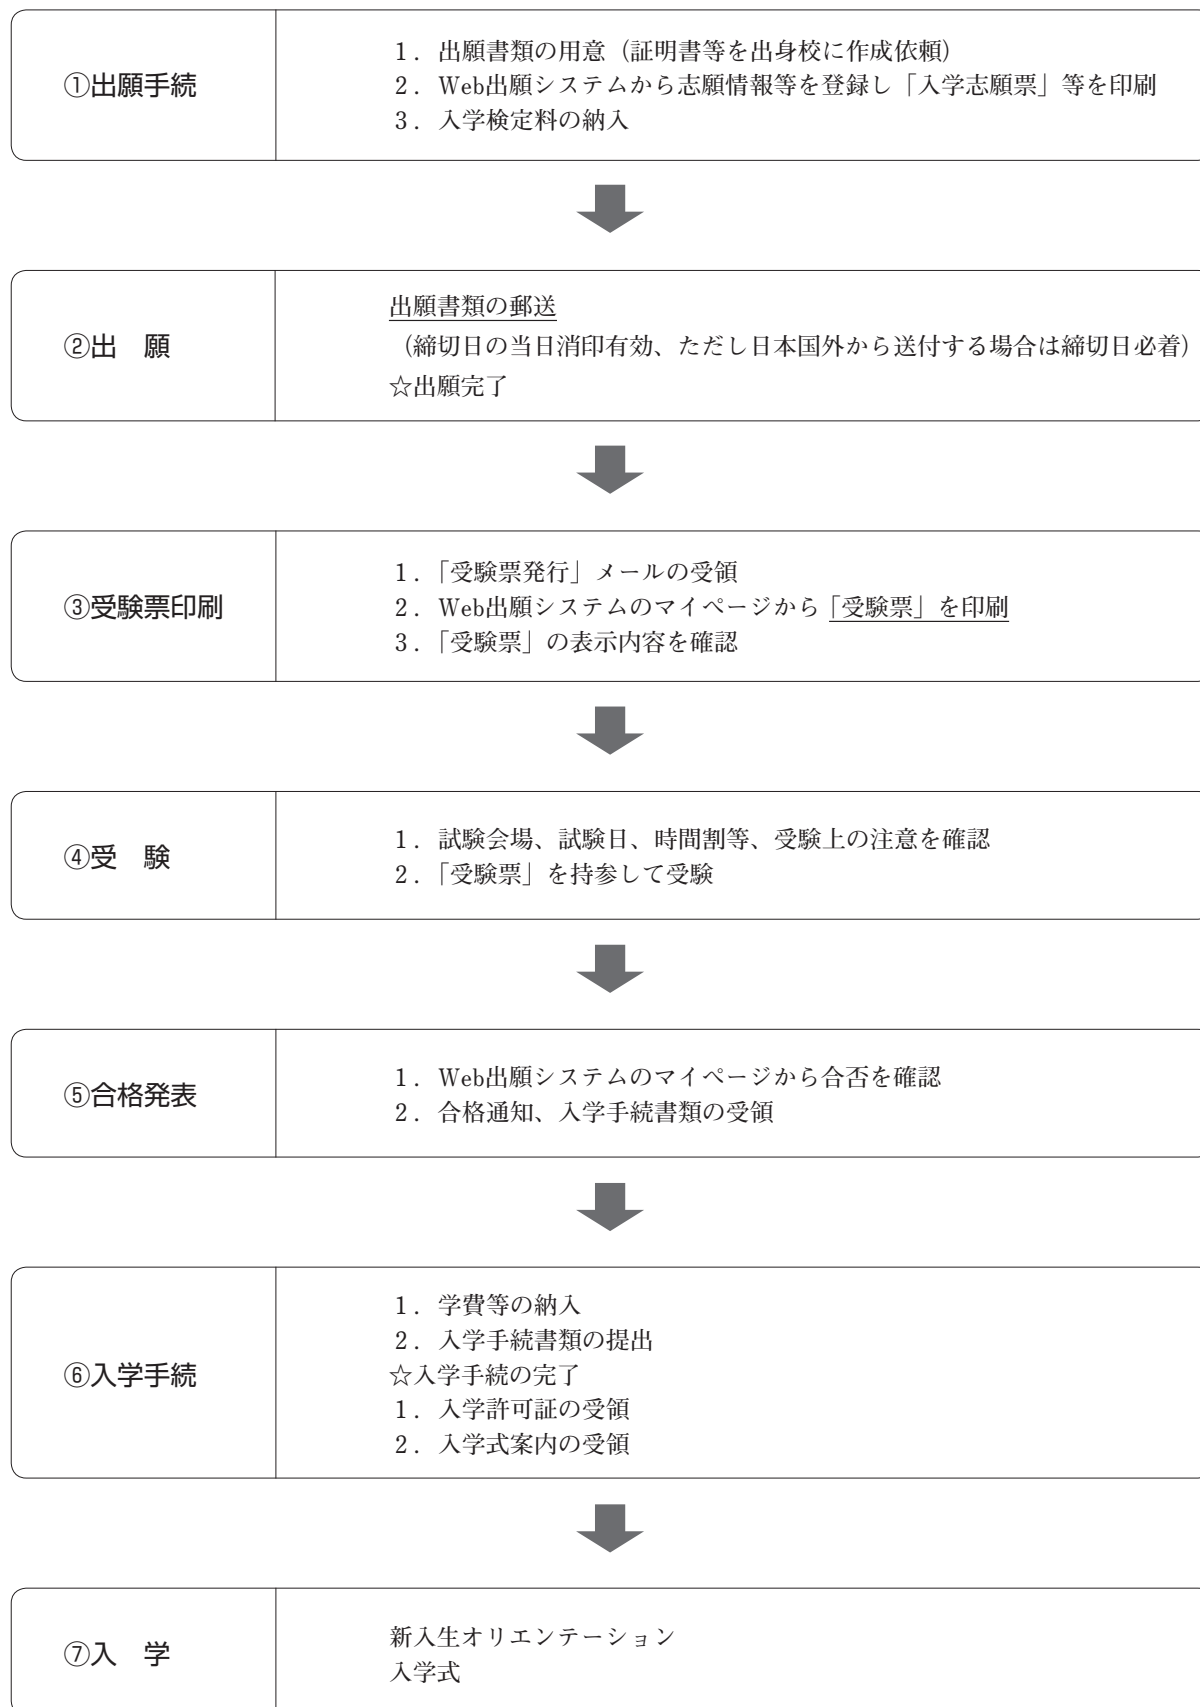 ①出願手続
1．出願書類の用意（証明書等を出身校に作成依頼）
2．Web出願システムから志願情報等を登録し「入学志願票」等を印刷
3．入学検定料の納入
②出　願
出願書類の郵送
（締切日の当日消印有効、ただし日本国外から送付する場合は締切日必着）
☆出願完了
③受験票印刷
1．「受験票発行」メールの受領
2．Web出願システムのマイページから「受験票」を印刷
3．「受験票」の表示内容を確認
④受　験
1．試験会場、試験日、時間割等、受験上の注意を確認
2．「受験票」を持参して受験
⑤合格発表
1．Web出願システムのマイページから合否を確認
2．合格通知、入学手続書類の受領
⑥入学手続
1．学費等の納入
2．入学手続書類の提出
☆入学手続の完了
1．入学許可証の受領
2．入学式案内の受領
⑦入　学
新入生オリエンテーション
入学式